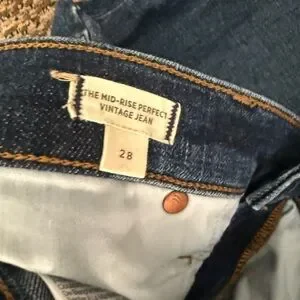 THE MID-RISE PERFECT
VINTAGE JEAN
28